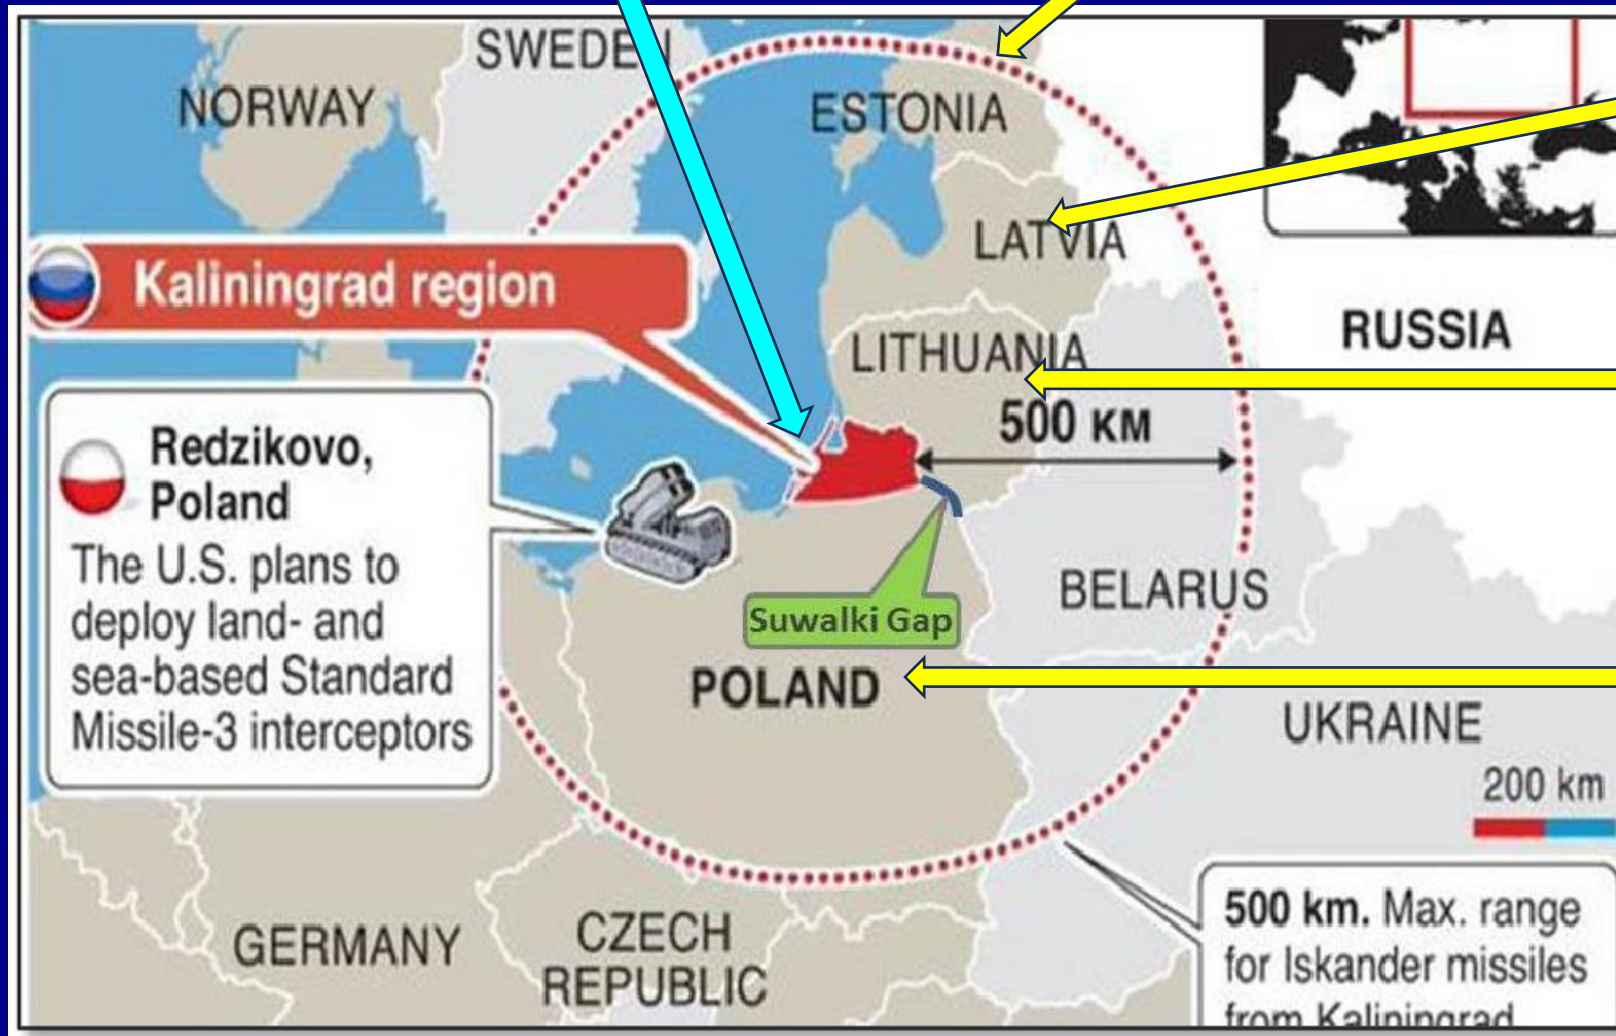 SWEDEN
NORWAY
ESTONIA
LATVIA
Kaliningrad region
RUSSIA
LITHUANIA
500 KM
Redzikovo,
Poland
The U.S. plans to
deploy land- and
sea-based Standard
Missile-3 interceptors
BELARUS
Suwalki Gap
POLAND
UKRAINE
200 km
500 km. Max. range
for Iskander missiles
from Kaliningrad
GERMANY
CZECH
REPUBLIC